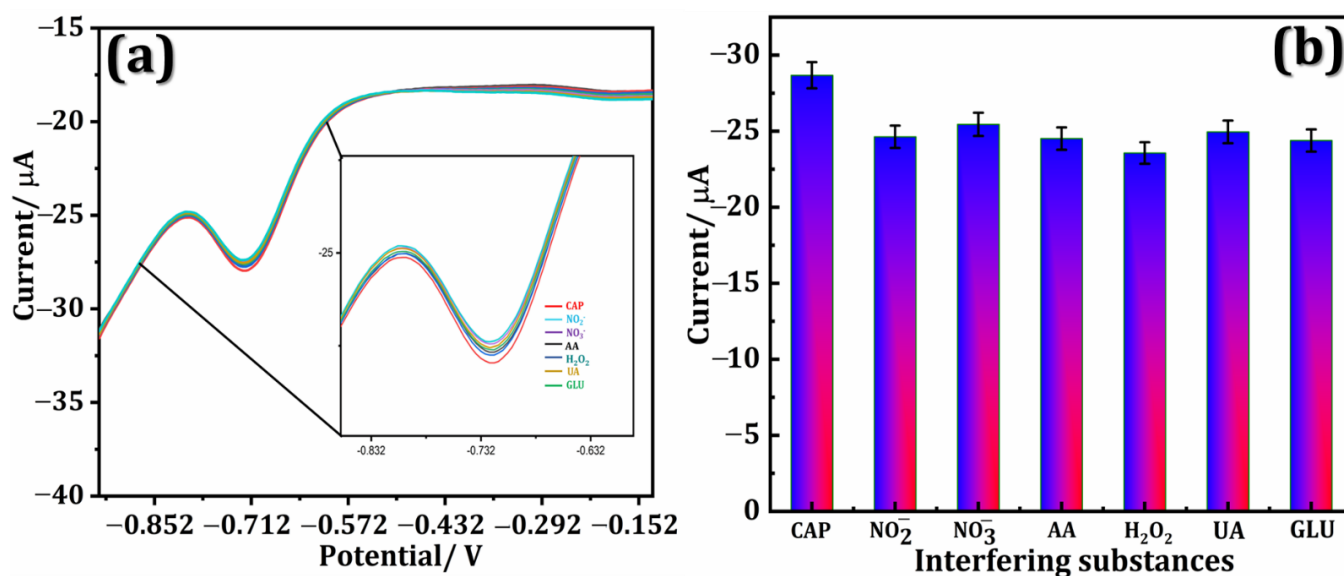 (a)
Current/ μA
−15
−20
−25
−30
−35
−40
−0.852 −0.712 −0.572 −0.432 −0.292 −0.152
Potential/ V
-25
-0.832 -0.732 -0.632
CAP
NO₂⁻
NO₃⁻
AA
H₂O₂
UA
GLU
(b)
Current/ μA
−30
−25
−20
−15
−10
−5
0
CAP NO₂⁻ NO₃⁻ AA H₂O₂ UA GLU
Interfering substances